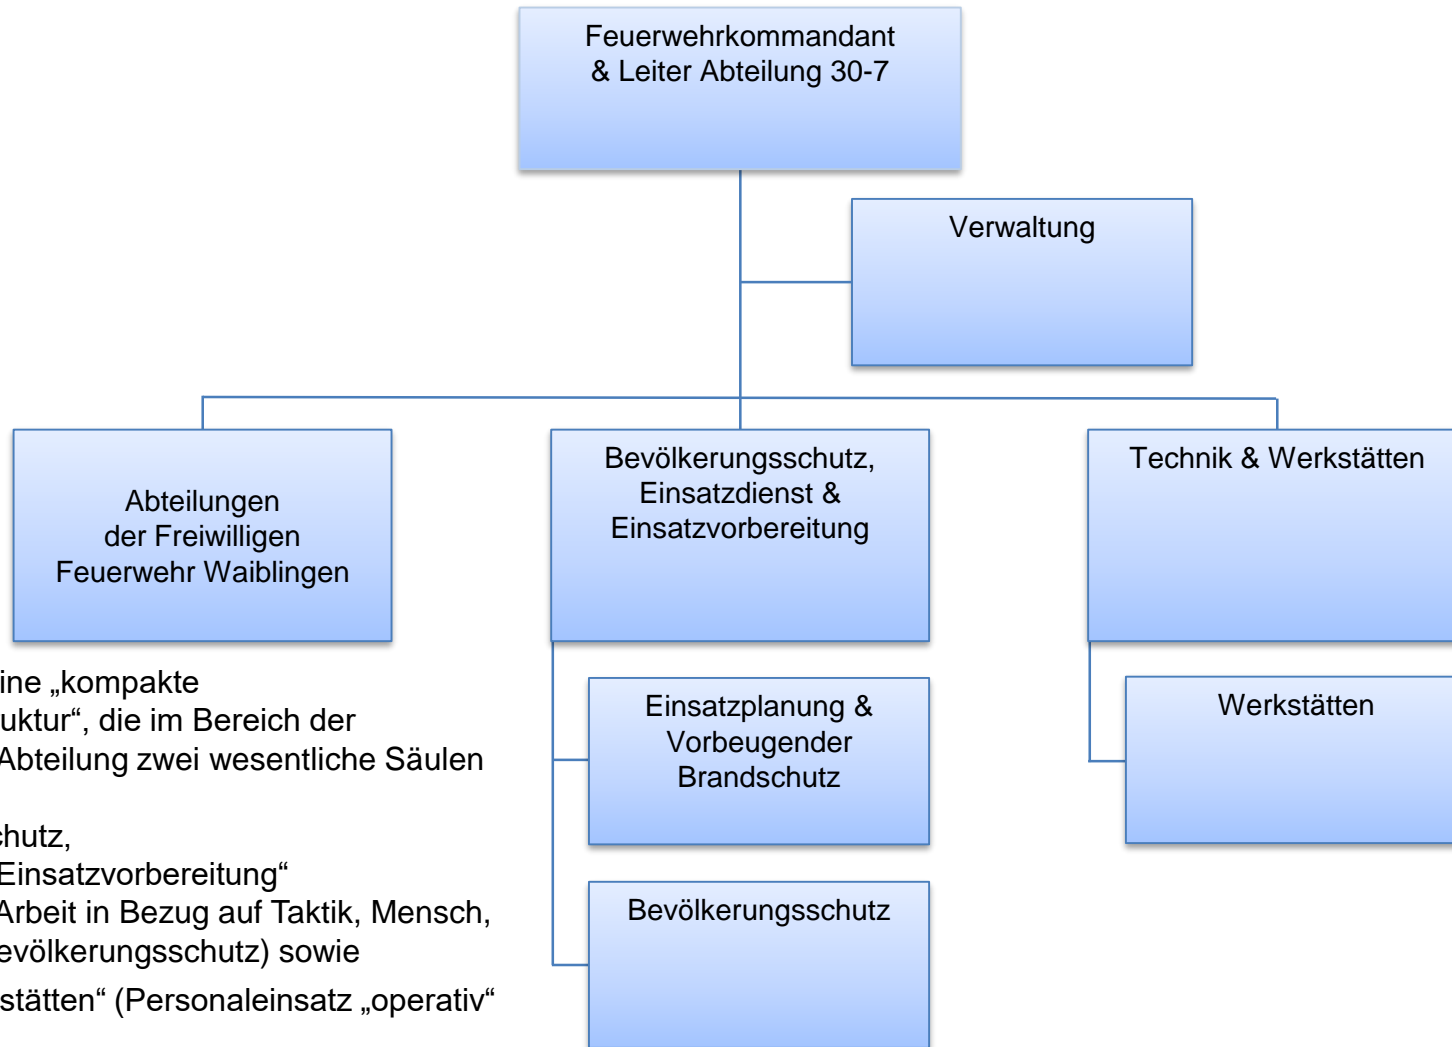 Feuerwehrkommandant
& Leiter Abteilung 30-7
Verwaltung
Abteilungen
der Freiwilligen
Feuerwehr Waiblingen
Bevölkerungsschutz,
Einsatzdienst &
Einsatzvorbereitung
Technik & Werkstätten
Einsatzplanung &
Vorbeugender
Brandschutz
Werkstätten
Bevölkerungsschutz
ine „kompakte
uktur“, die im Bereich der
Abteilung zwei wesentliche Säulen
chutz,
Einsatzvorbereitung“
Arbeit in Bezug auf Taktik, Mensch,
evölkerungsschutz) sowie
stätten“ (Personaleinsatz „operativ“